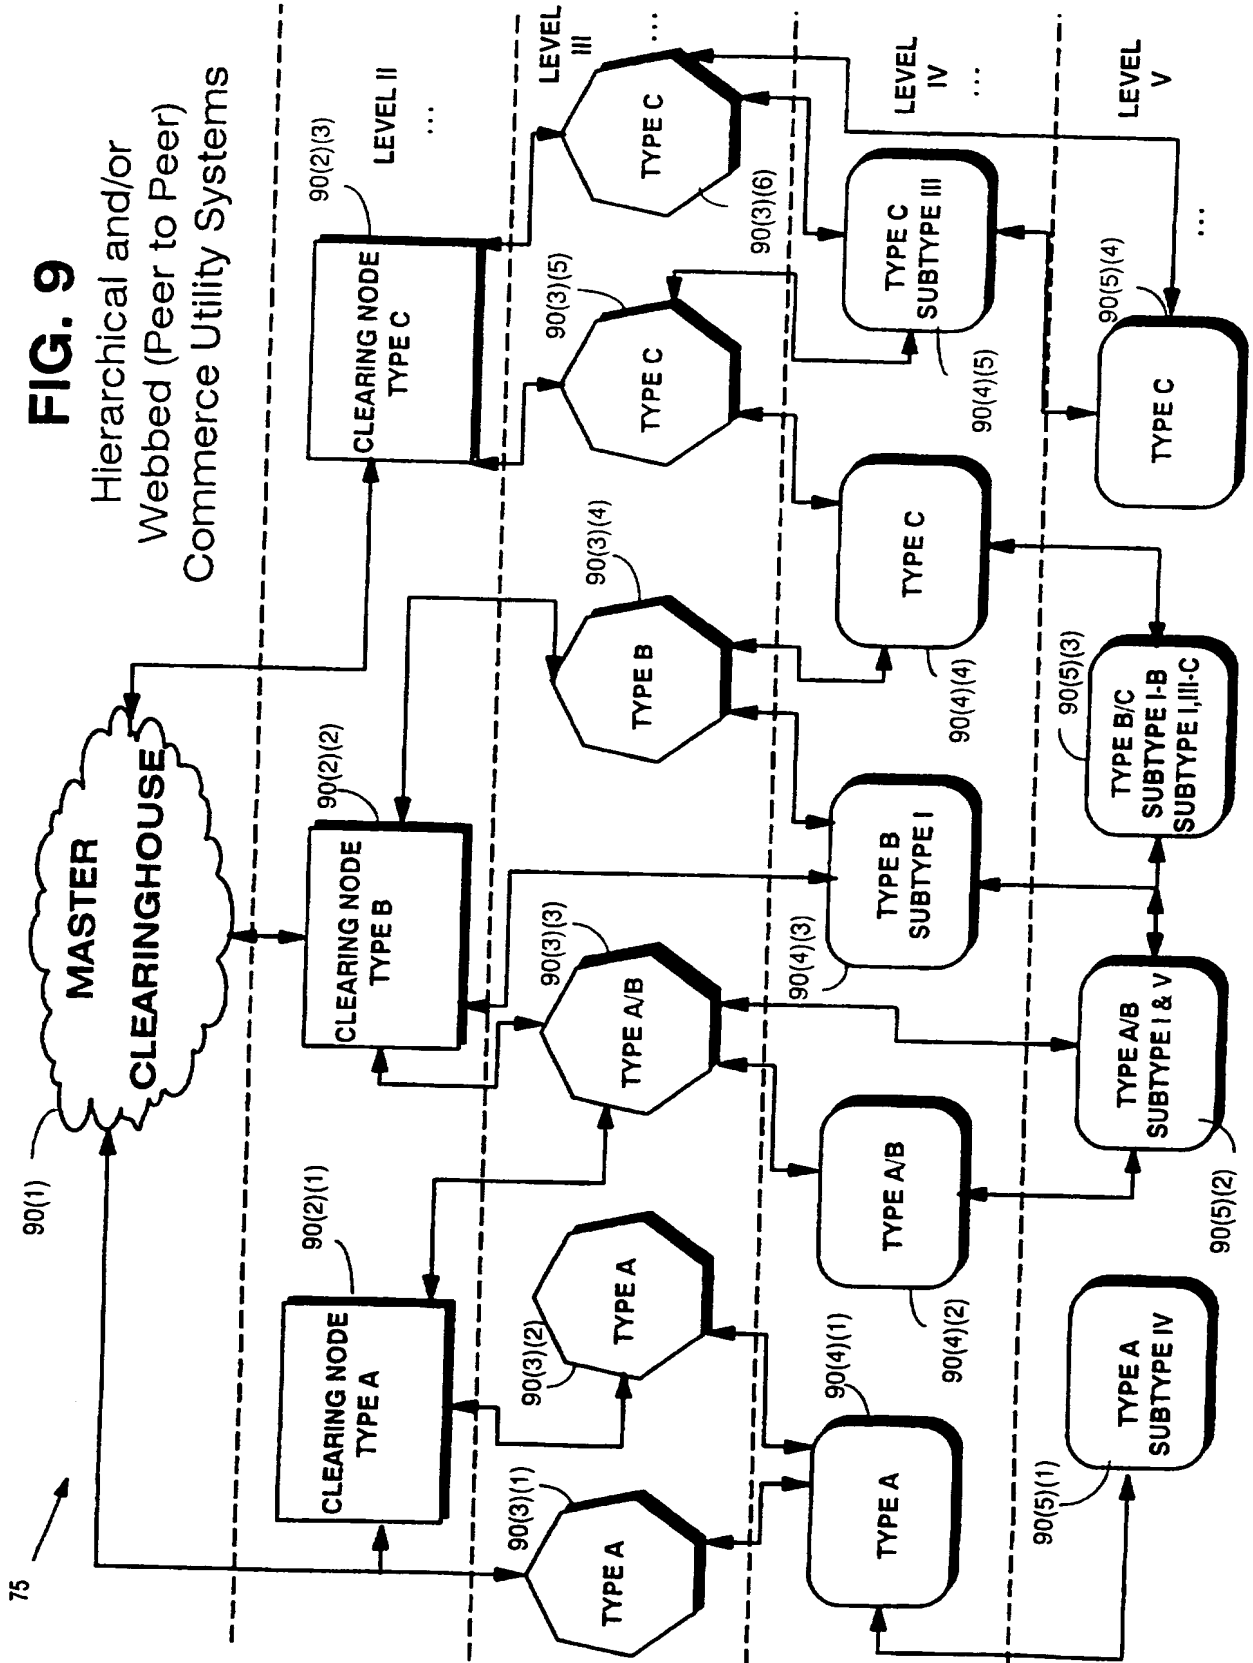 FIG. 9
Hierarchical and/or
Webbed (Peer to Peer)
Commerce Utility Systems
75
90(1)
MASTER
CLEARINGHOUSE
90(2)(1)
CLEARING NODE
TYPE A
90(2)(2)
CLEARING NODE
TYPE B
90(2)(3)
CLEARING NODE
TYPE C
LEVEL II
...
90(3)(1)
TYPE A
90(3)(2)
TYPE A
90(3)(3)
TYPE A/B
90(3)(4)
TYPE B
90(3)(5)
TYPE C
90(3)(6)
TYPE C
LEVEL
III
...
90(4)(1)
TYPE A
90(4)(2)
TYPE A/B
90(4)(3)
TYPE B
SUBTYPE I
90(4)(4)
TYPE C
90(4)(5)
TYPE C
SUBTYPE III
LEVEL
IV
...
90(5)(1)
TYPE A
SUBTYPE IV
90(5)(2)
TYPE A/B
SUBTYPE I & V
90(5)(3)
TYPE B/C
SUBTYPE I-B
SUBTYPE I,III-C
90(5)(4)
TYPE C
LEVEL
V
...